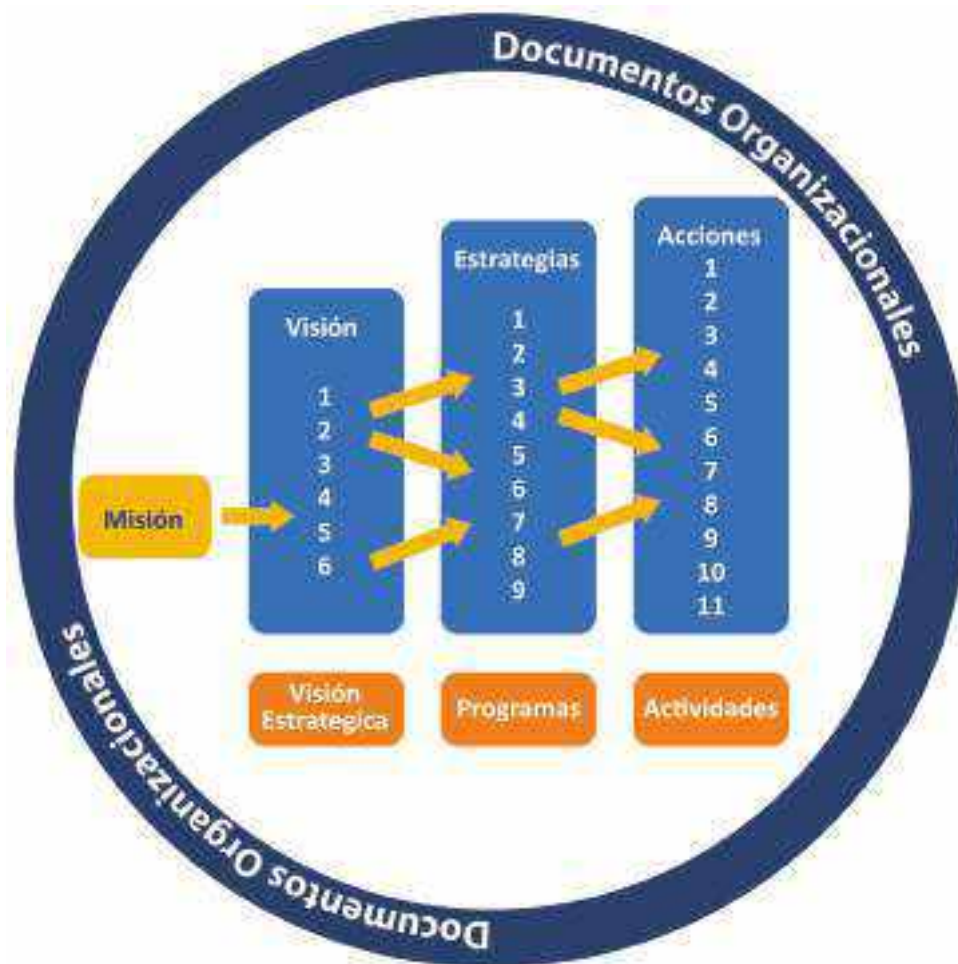 Documentos Organizacionales
Misión
Visión
1
2
3
4
5
6
Estrategias
1
2
3
4
5
6
7
8
9
Acciones
1
2
3
4
5
6
7
8
9
10
11
Visión
Estrategica
Programas
Actividades
Documentos Organizacionales